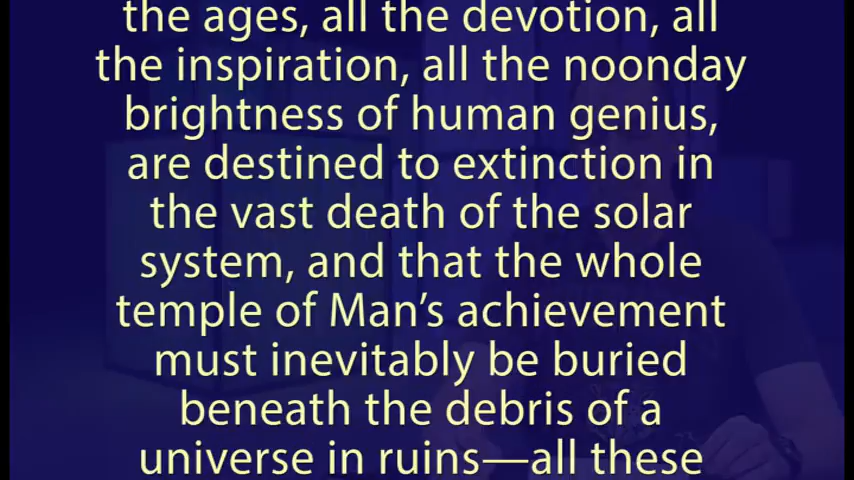 the ages, all the devotion, all
the inspiration, all the noonday
brightness of human genius,
are destined to extinction in
the vast death of the solar
system, and that the whole
temple of Man’s achievement
must inevitably be buried
beneath the debris of a
universe in ruins—all these